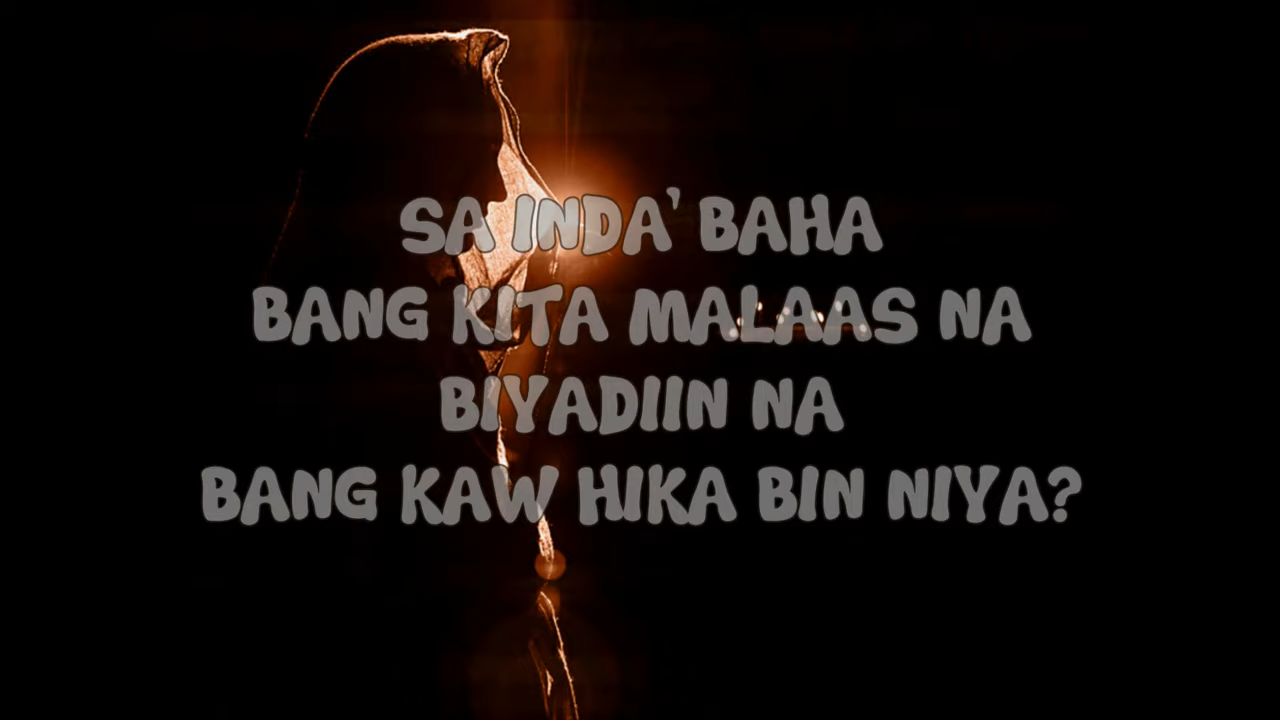 SA INDA' BAHA
BANG KITA MALAAS NA
BIYADIIN NA
BANG KAW HIKA BIN NIYA?